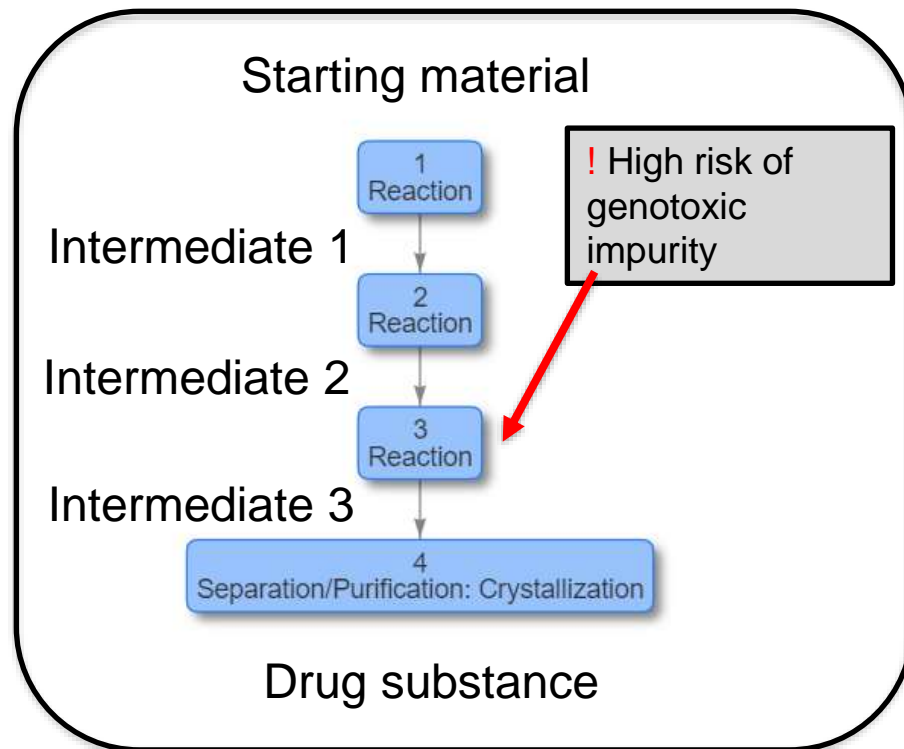 Starting material
1
Reaction
! High risk of
genotoxic
impurity
Intermediate 1
2
Reaction
Intermediate 2
3
Reaction
Intermediate 3
4
Separation/Purification: Crystallization
Drug substance